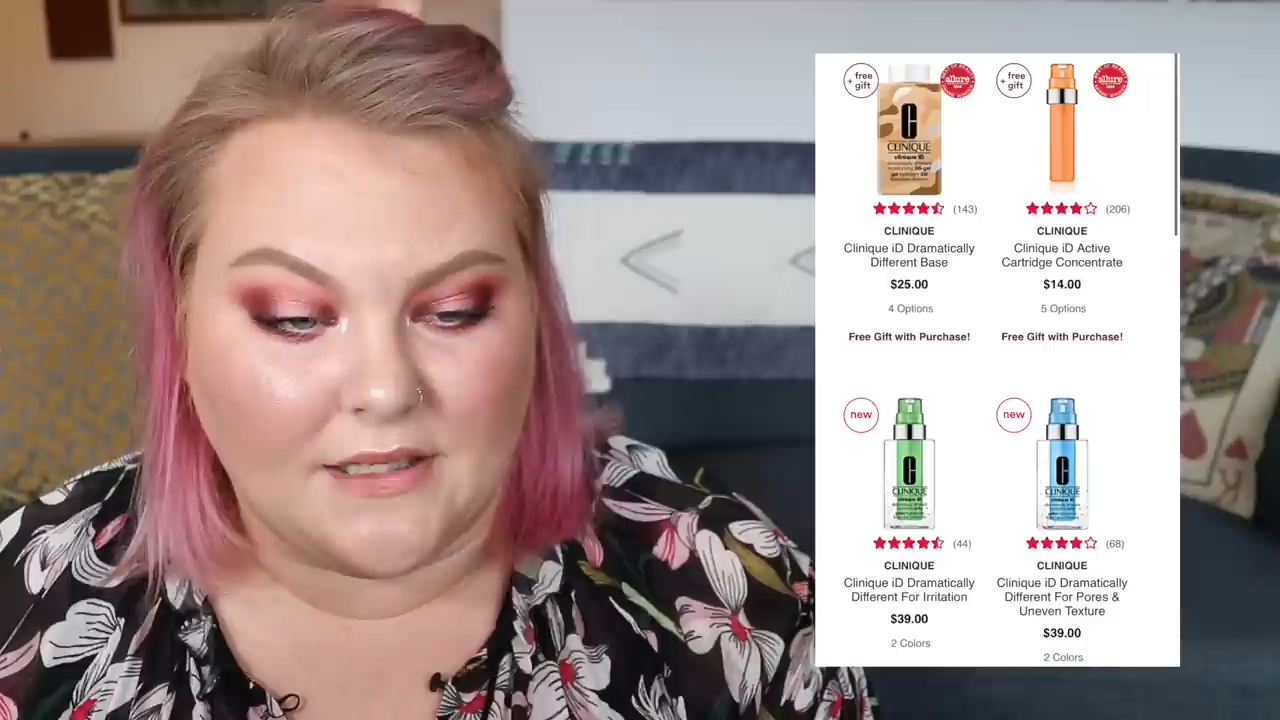 + free
gift
allure
+ free
gift
allure
CLINIQUE
clinique iD
(143)
(206)
CLINIQUE
CLINIQUE
Clinique iD Dramatically
Different Base
Clinique iD Active
Cartridge Concentrate
$25.00
$14.00
4 Options
5 Options
Free Gift with Purchase!
Free Gift with Purchase!
new
new
CLINIQUE
CLINIQUE
(44)
(68)
CLINIQUE
CLINIQUE
Clinique iD Dramatically
Different For Irritation
Clinique iD Dramatically
Different For Pores &
Uneven Texture
$39.00
$39.00
2 Colors
2 Colors